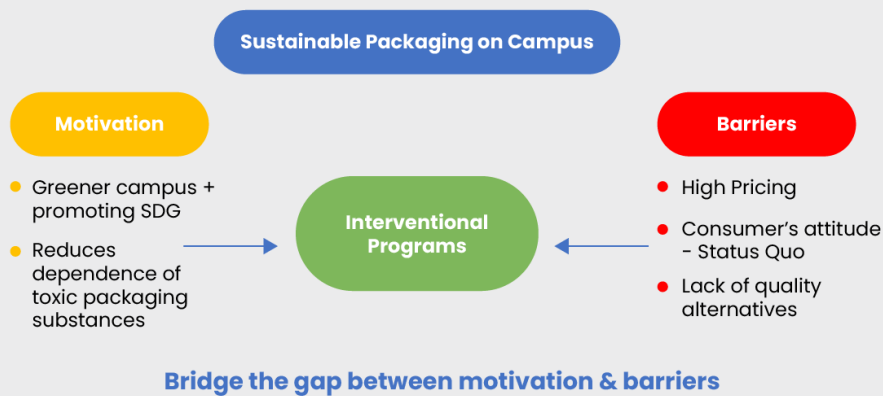 Sustainable Packaging on Campus
Motivation
Greener campus +
promoting SDG
Reduces
dependence of
toxic packaging
substances
Interventional
Programs
Barriers
High Pricing
Consumer’s attitude
- Status Quo
Lack of quality
alternatives
Bridge the gap between motivation & barriers